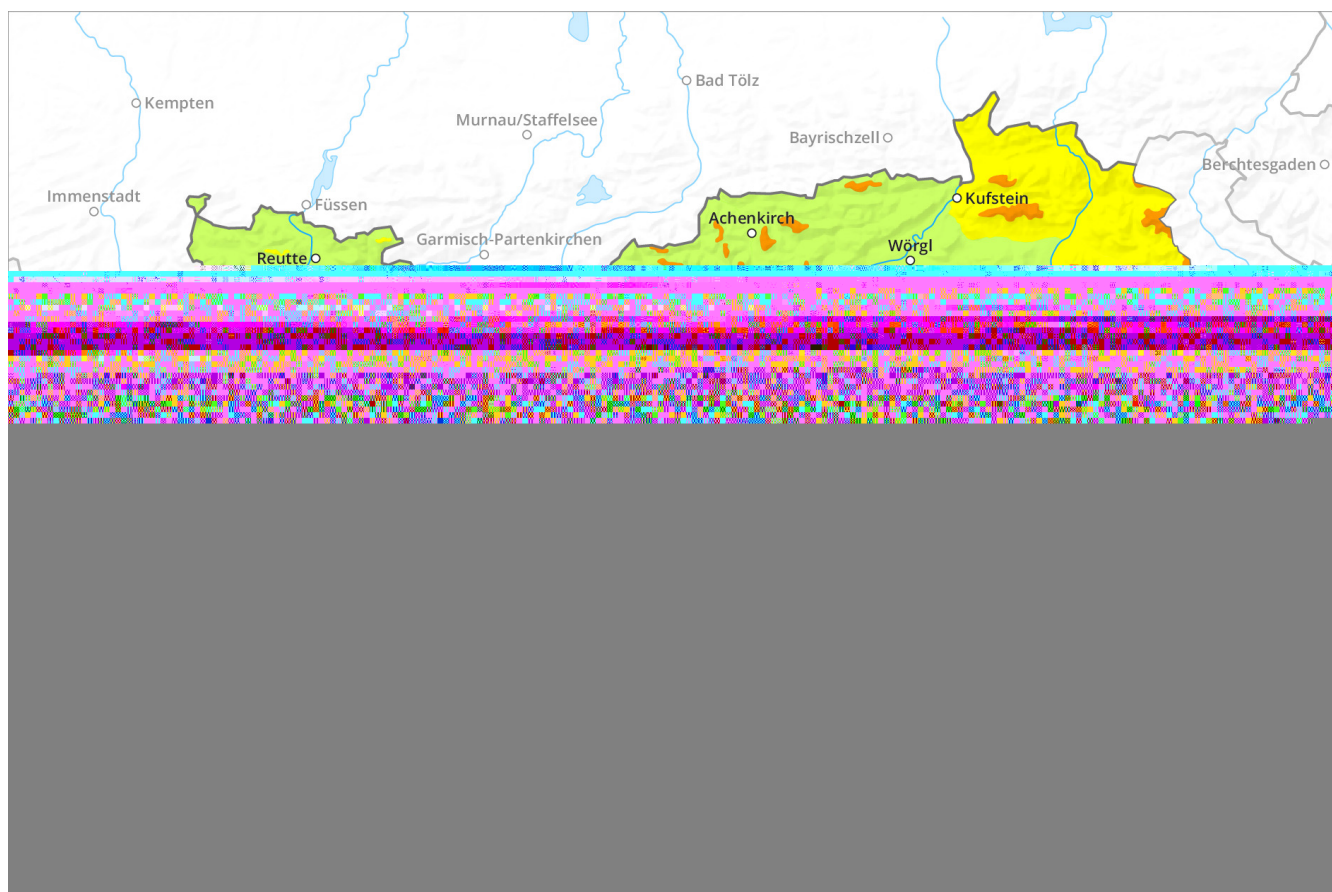 Bad Tölz
Kempten
Murnau/Staffelsee
Bayrischzell
Berchtesgaden
Immenstadt
Füssen
Kufstein
Achenkirch
Garmisch-Partenkirchen
Wörgl
Reutte